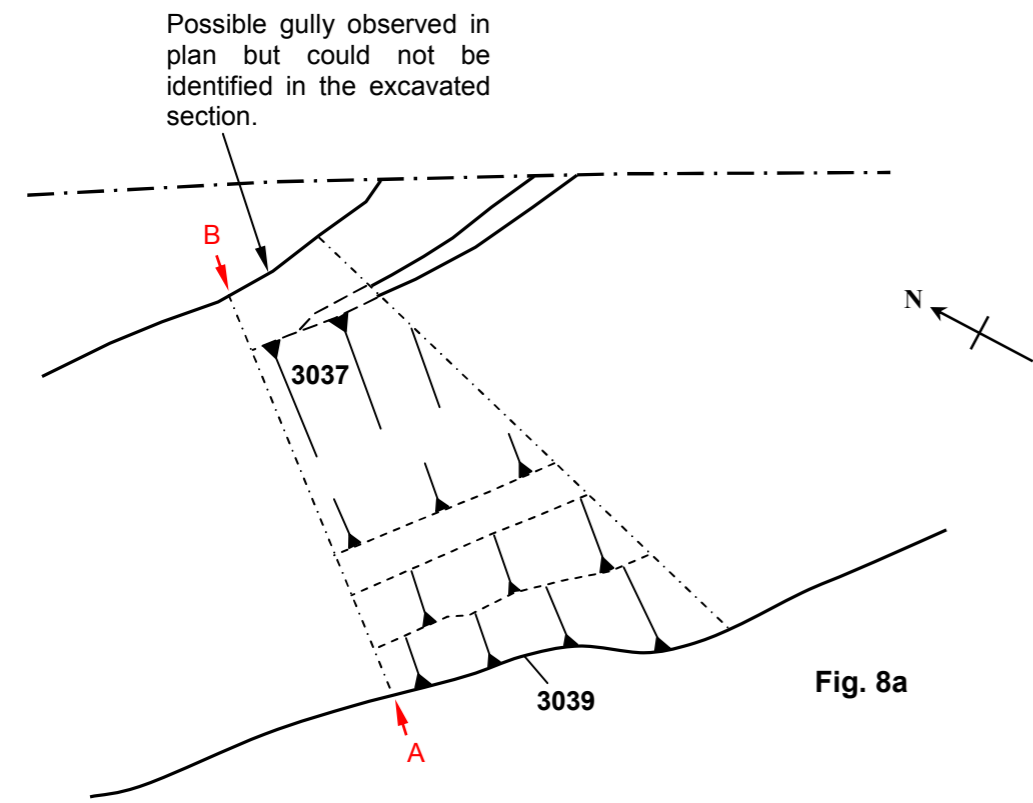 Possible gully observed in
plan but could not be
identified in the excavated
section.
B
N
3037
Fig. 8a
3039
A